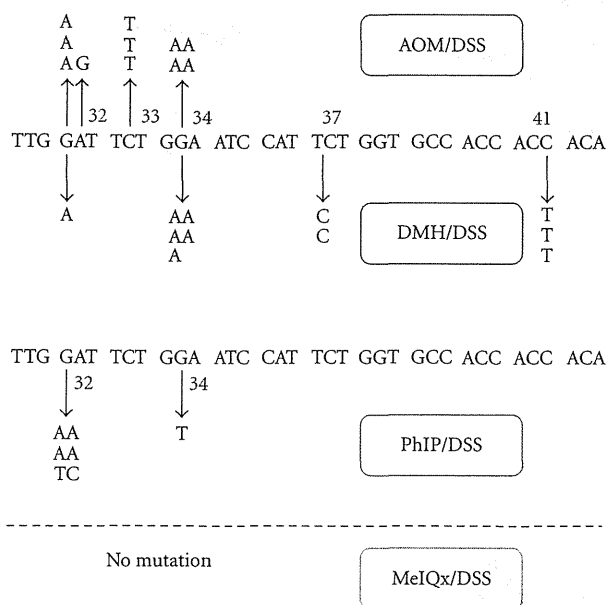 A T
A T AA
A G T AA AOM/DSS
32 33 34 37 41
TTG GAT TCT GGA ATC CAT TCT GGT GCC ACC ACC ACA
A AA C T
AA C DMH/DSS T
A T
TTG GAT TCT GGA ATC CAT TCT GGT GCC ACC ACC ACA
32 34
AA T PhIP/DSS
AA
TC
No mutation
MeIQx/DSS